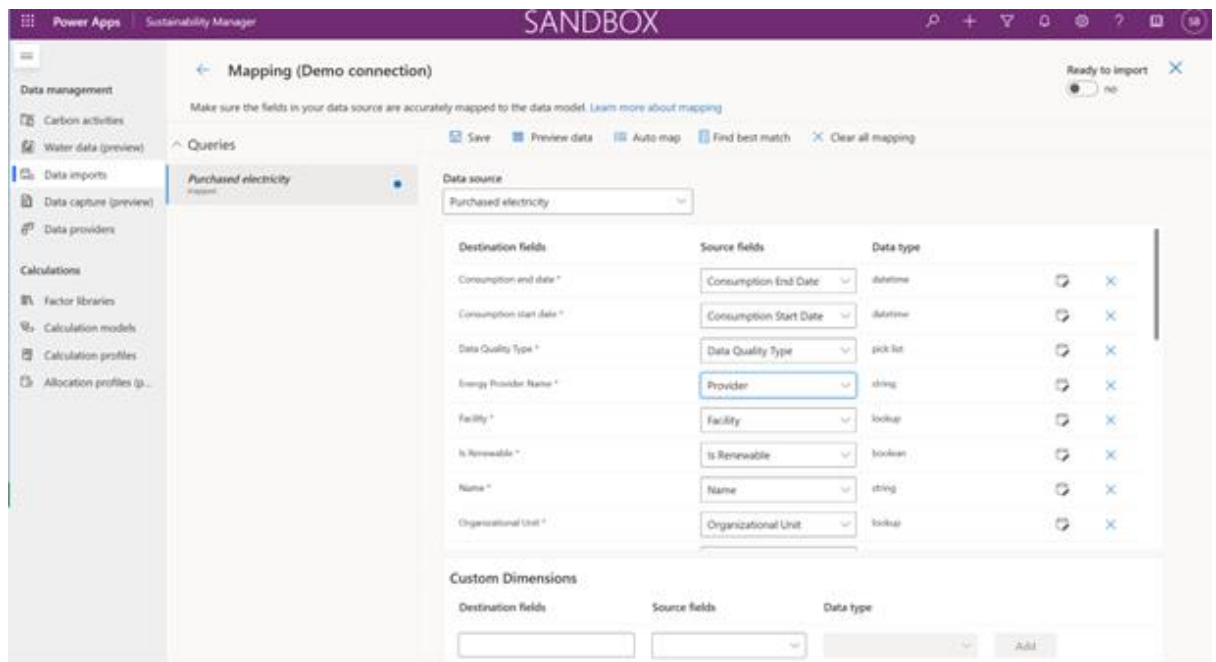 Power Apps Sustainability Manager SANDBOX ? SB
Mapping (Demo connection)
Ready to import
no
Make sure the fields in your data source are accurately mapped to the data model. Learn more about mapping
Data management
Carbon activities
Water data (preview)
Data imports
Data capture (preview)
Data providers
Calculations
Factor libraries
Calculation models
Calculation profiles
Allocation profiles (p...
Queries
Purchased electricity
mapped
Save Preview data Auto map Find best match Clear all mapping
Data source
Purchased electricity
Destination fields Source fields Data type
Consumption end date * Consumption End Date datetime
Consumption start date * Consumption Start Date datetime
Data Quality Type * Data Quality Type pick list
Energy Provider Name * Provider string
Facility * Facility lookup
Is Renewable * Is Renewable boolean
Name * Name string
Organizational Unit * Organizational Unit lookup
Custom Dimensions
Destination fields Source fields Data type
Add